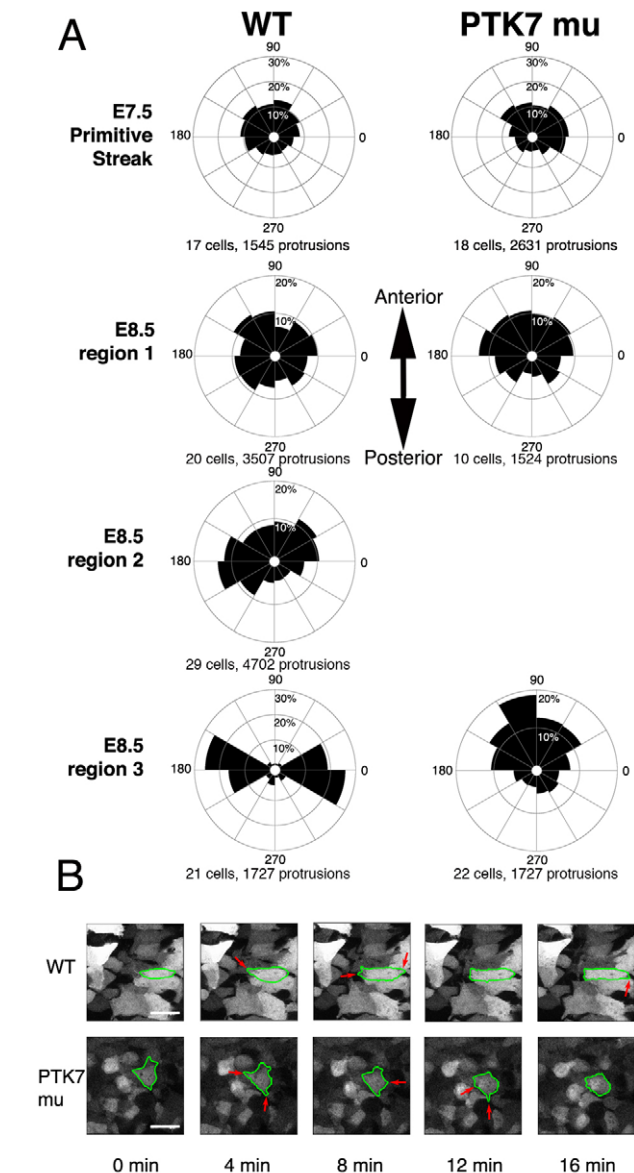 A
WT
PTK7 mu
E7.5
Primitive
Streak
90
30%
20%
10%
180
0
270
17 cells, 1545 protrusions
90
30%
20%
10%
180
0
270
18 cells, 2631 protrusions
E8.5
region 1
90
20%
10%
180
0
270
20 cells, 3507 protrusions
Anterior
Posterior
90
20%
10%
180
0
270
10 cells, 1524 protrusions
E8.5
region 2
90
20%
10%
180
0
270
29 cells, 4702 protrusions
E8.5
region 3
90
30%
20%
10%
180
0
270
21 cells, 1727 protrusions
90
20%
10%
180
0
270
22 cells, 1727 protrusions
B
WT
PTK7
mu
0 min 4 min 8 min 12 min 16 min